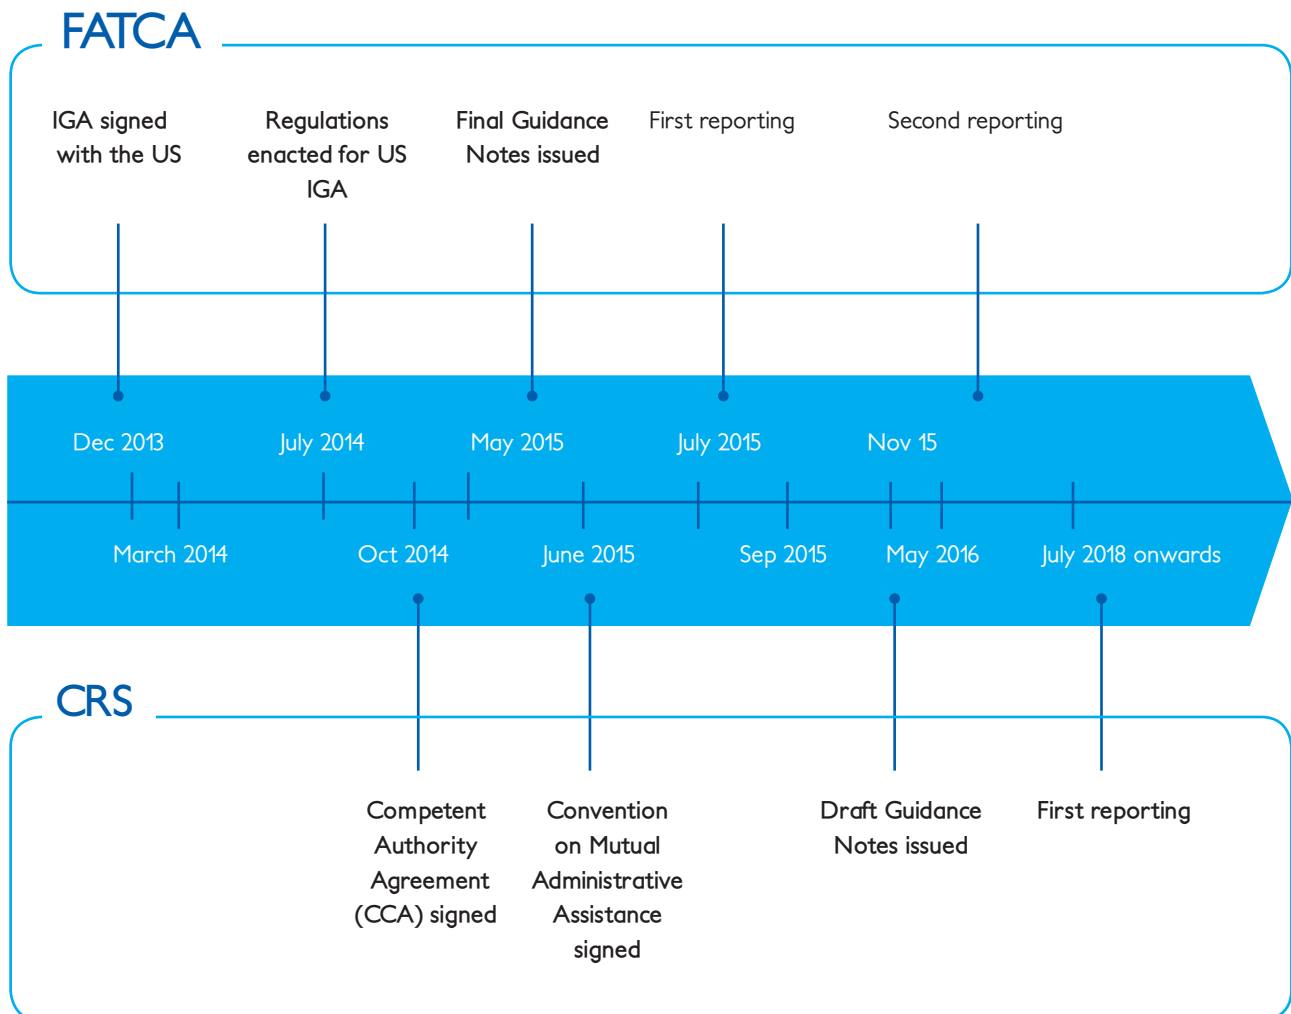 FATCA
IGA signed
with the US
Regulations
enacted for US
IGA
Final Guidance
Notes issued
First reporting
Second reporting
Dec 2013
July 2014
May 2015
July 2015
Nov 15
March 2014
Oct 2014
June 2015
Sep 2015
May 2016
July 2018 onwards
CRS
Competent
Authority
Agreement
(CCA) signed
Convention
on Mutual
Administrative
Assistance
signed
Draft Guidance
Notes issued
First reporting